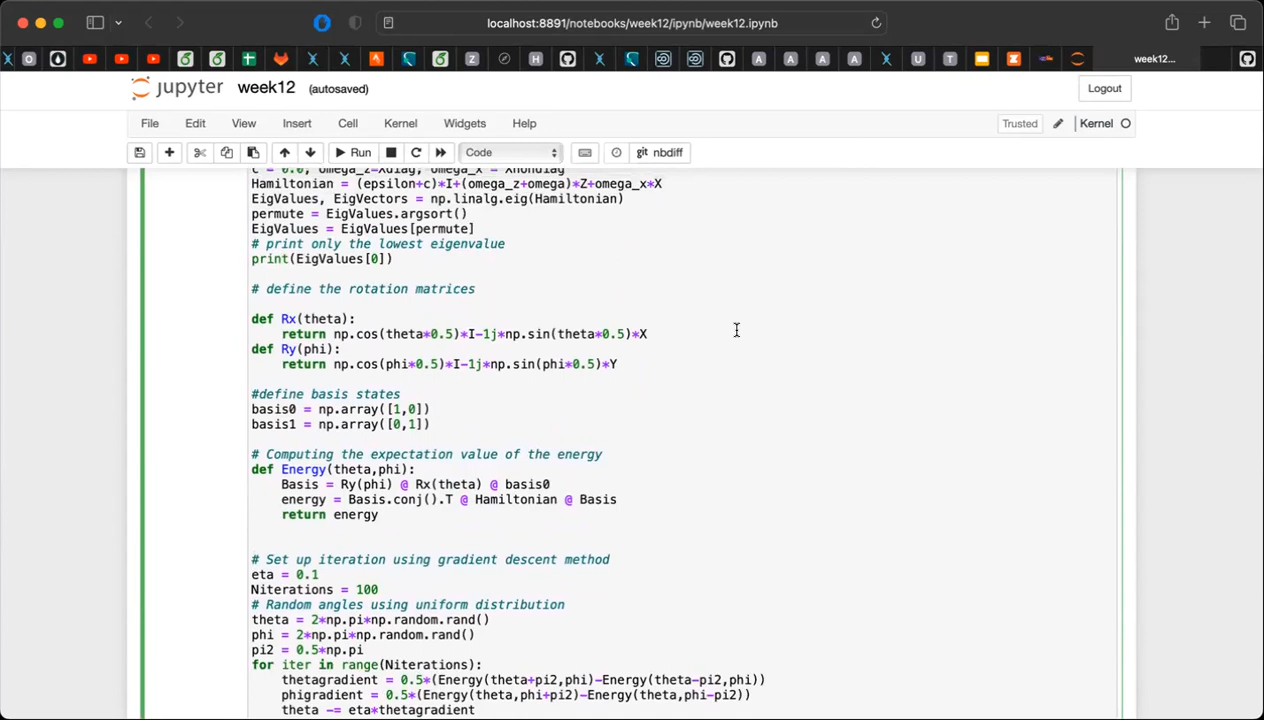 localhost:8891/notebooks/week12/ipynb/week12.ipynb
week12...
jupyter week12 (autosaved)
Logout
File Edit View Insert Cell Kernel Widgets Help
Trusted Kernel
Run Code git nbdiff
c = 0.0; omega_z=Xdiag; omega_x = Xnondiag
Hamiltonian = (epsilon+c)*I+(omega_z+omega)*Z+omega_x*X
EigValues, EigVectors = np.linalg.eig(Hamiltonian)
permute = EigValues.argsort()
EigValues = EigValues[permute]
# print only the lowest eigenvalue
print(EigValues[0])
# define the rotation matrices
def Rx(theta):
return np.cos(theta*0.5)*I-1j*np.sin(theta*0.5)*X
def Ry(phi):
return np.cos(phi*0.5)*I-1j*np.sin(phi*0.5)*Y
#define basis states
basis0 = np.array([1,0])
basis1 = np.array([0,1])
# Computing the expectation value of the energy
def Energy(theta,phi):
Basis = Ry(phi) @ Rx(theta) @ basis0
energy = Basis.conj().T @ Hamiltonian @ Basis
return energy
# Set up iteration using gradient descent method
eta = 0.1
Niterations = 100
# Random angles using uniform distribution
theta = 2*np.pi*np.random.rand()
phi = 2*np.pi*np.random.rand()
pi2 = 0.5*np.pi
for iter in range(Niterations):
thetagradient = 0.5*(Energy(theta+pi2,phi)-Energy(theta-pi2,phi))
phigradient = 0.5*(Energy(theta,phi+pi2)-Energy(theta,phi-pi2))
theta -= eta*thetagradient